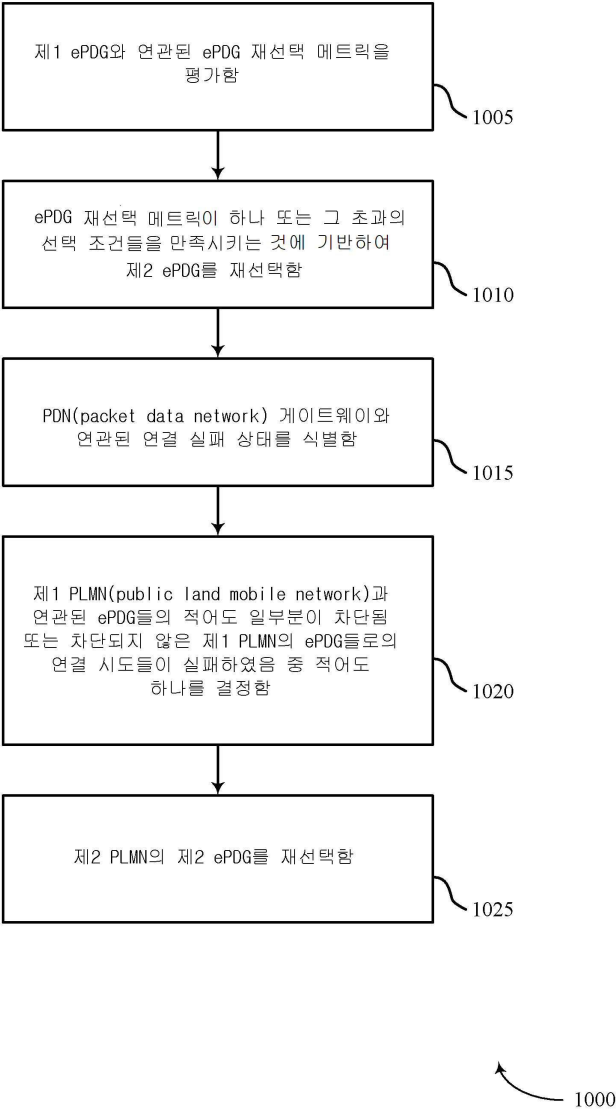 제1 ePDG와 연관된 ePDG 재선택 메트릭을
평가함
1005
ePDG 재선택 메트릭이 하나 또는 그 초과의
선택 조건들을 만족시키는 것에 기반하여
제2 ePDG를 재선택함
1010
PDN(packet data network) 게이트웨이와
연관된 연결 실패 상태를 식별함
1015
제1 PLMN(public land mobile network)과
연관된 ePDG들의 적어도 일부분이 차단됨
또는 차단되지 않은 제1 PLMN의 ePDG들로의
연결 시도들이 실패하였음 중 적어도
하나를 결정함
1020
제2 PLMN의 제2 ePDG를 재선택함
1025
1000